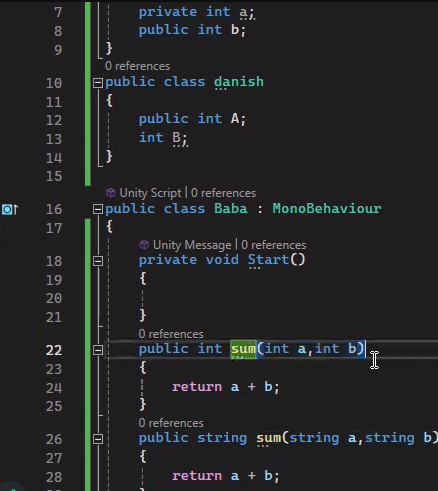 7 private int a;
8 public int b;
9 }
0 references
10 public class danish
11 {
12 public int A;
13 int B;
14 }
15
Unity Script | 0 references
16 public class Baba : MonoBehaviour
17 {
Unity Message | 0 references
18 private void Start()
19 {
20
21 }
0 references
22 public int sum(int a,int b)
23 {
24 return a + b;
25 }
0 references
26 public string sum(string a,string b)
27 {
28 return a + b;